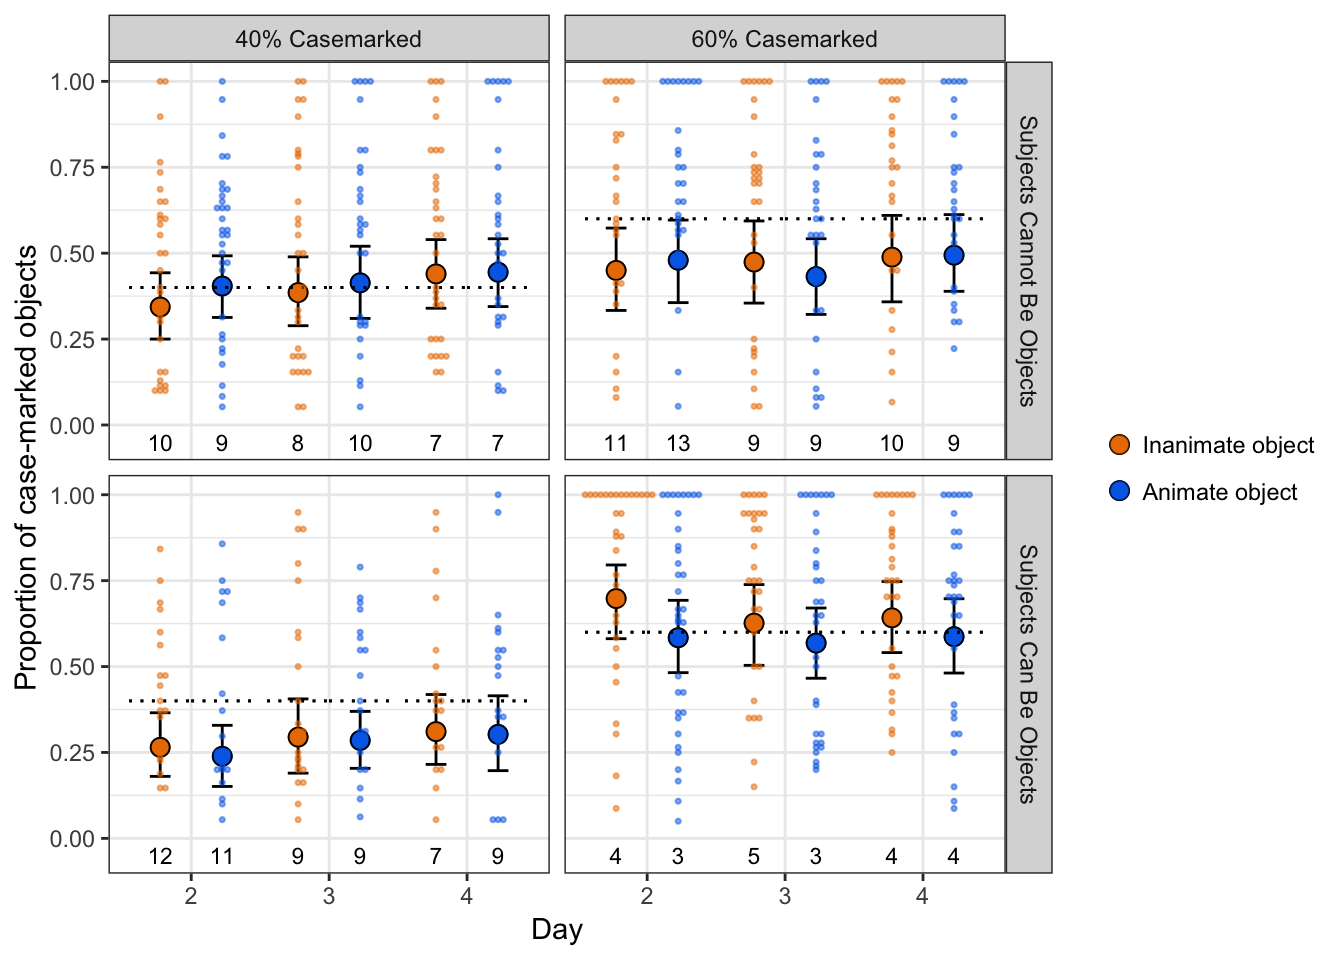 40% Casemarked
60% Casemarked
Proportion of case-marked objects
1.00
0.75
0.50
0.25
0.00
10 9 8 10 7 7
11 13 9 9 10 9
Subjects Cannot Be Objects
1.00
0.75
0.50
0.25
0.00
12 11 9 9 7 9
4 3 5 3 4 4
Subjects Can Be Objects
2 3 4
2 3 4
Day
Inanimate object
Animate object